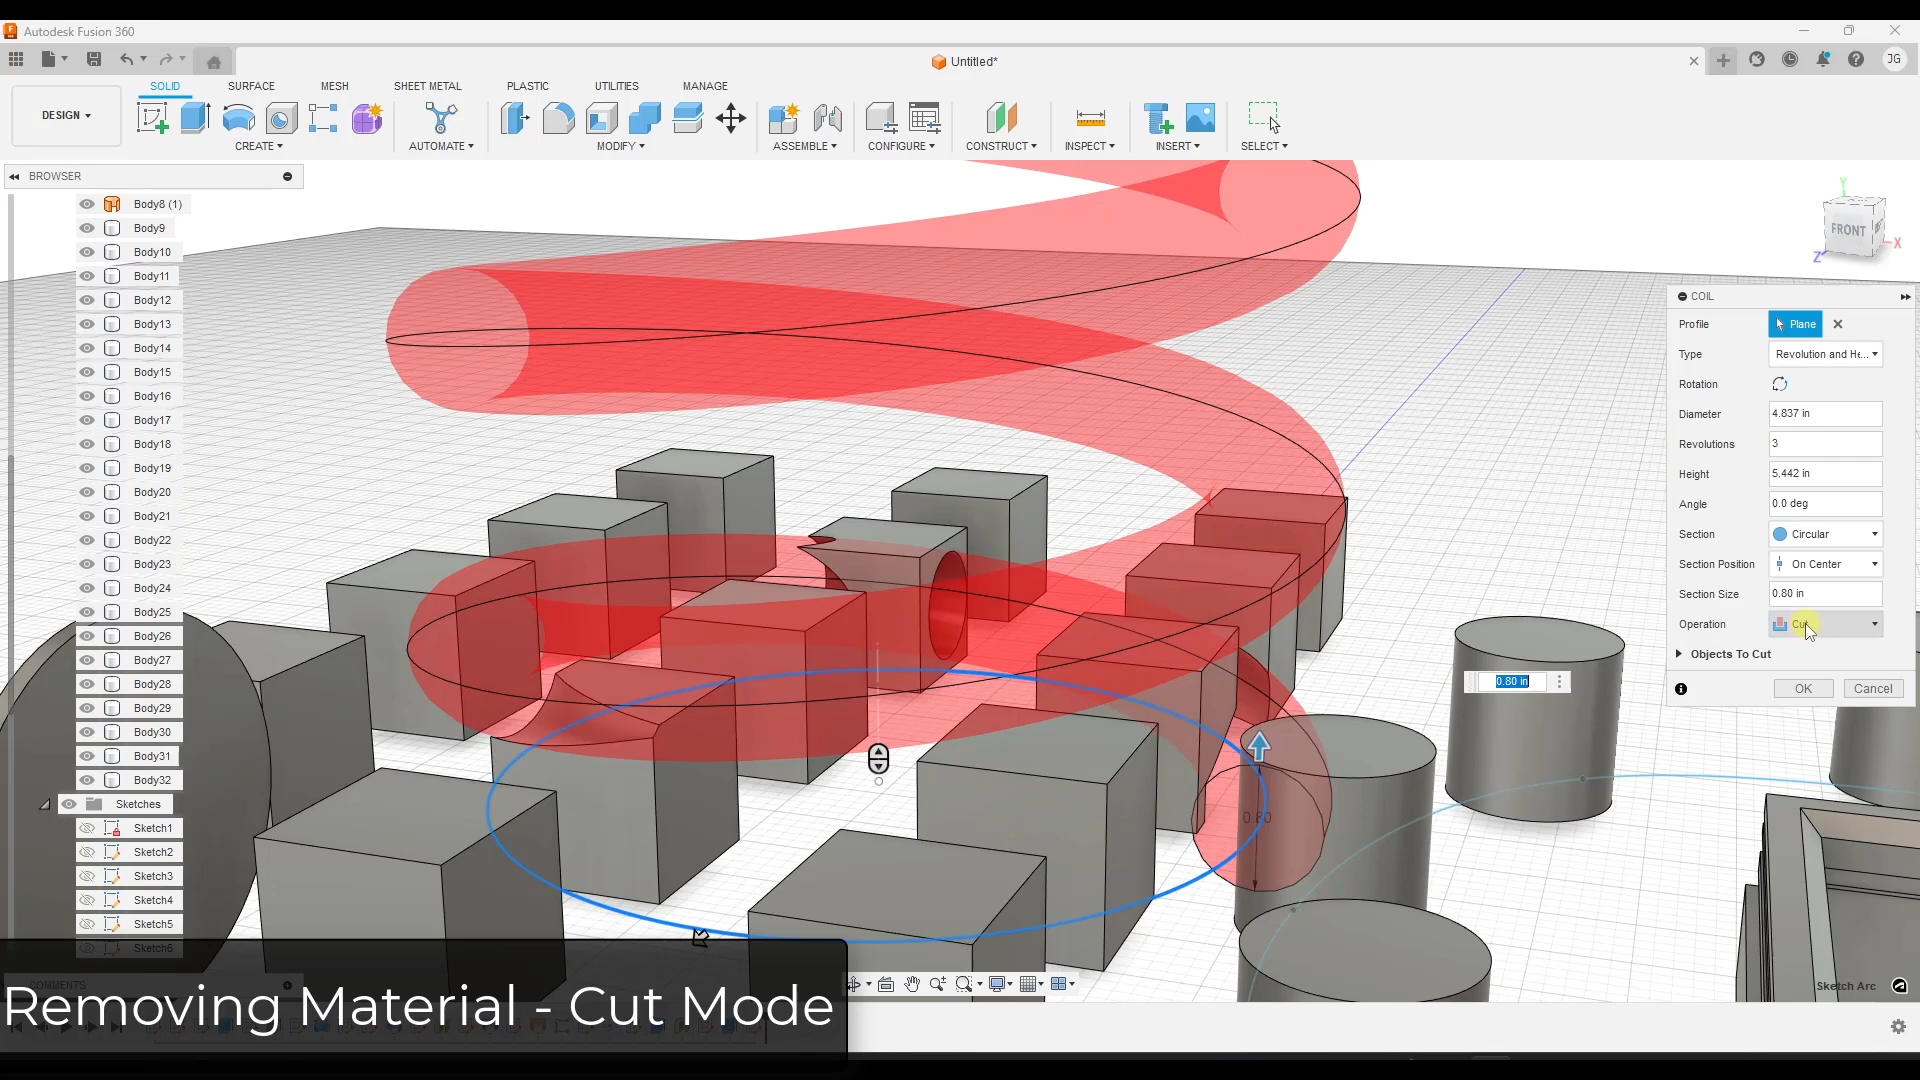 Autodesk Fusion 360
Untitled*
JG
DESIGN
SOLID
SURFACE
MESH
SHEET METAL
PLASTIC
UTILITIES
MANAGE
CREATE
AUTOMATE
MODIFY
ASSEMBLE
CONFIGURE
CONSTRUCT
INSPECT
INSERT
SELECT
BROWSER
Body8 (1)
Body9
Body10
Body11
Body12
Body13
Body14
Body15
Body16
Body17
Body18
Body19
Body20
Body21
Body22
Body23
Body24
Body25
Body26
Body27
Body28
Body29
Body30
Body31
Body32
Sketches
Sketch1
Sketch2
Sketch3
Sketch4
Sketch5
Sketch6
COMMENTS
Y
FRONT
X
Z
COIL
Profile Plane
Type Revolution and He...
Rotation
Diameter 4.837 in
Revolutions 3
Height 5.442 in
Angle 0.0 deg
Section Circular
Section Position On Center
Section Size 0.80 in
Operation Cut
Objects To Cut
OK Cancel
0.80 in
0.80
Sketch Arc
Removing Material - Cut Mode